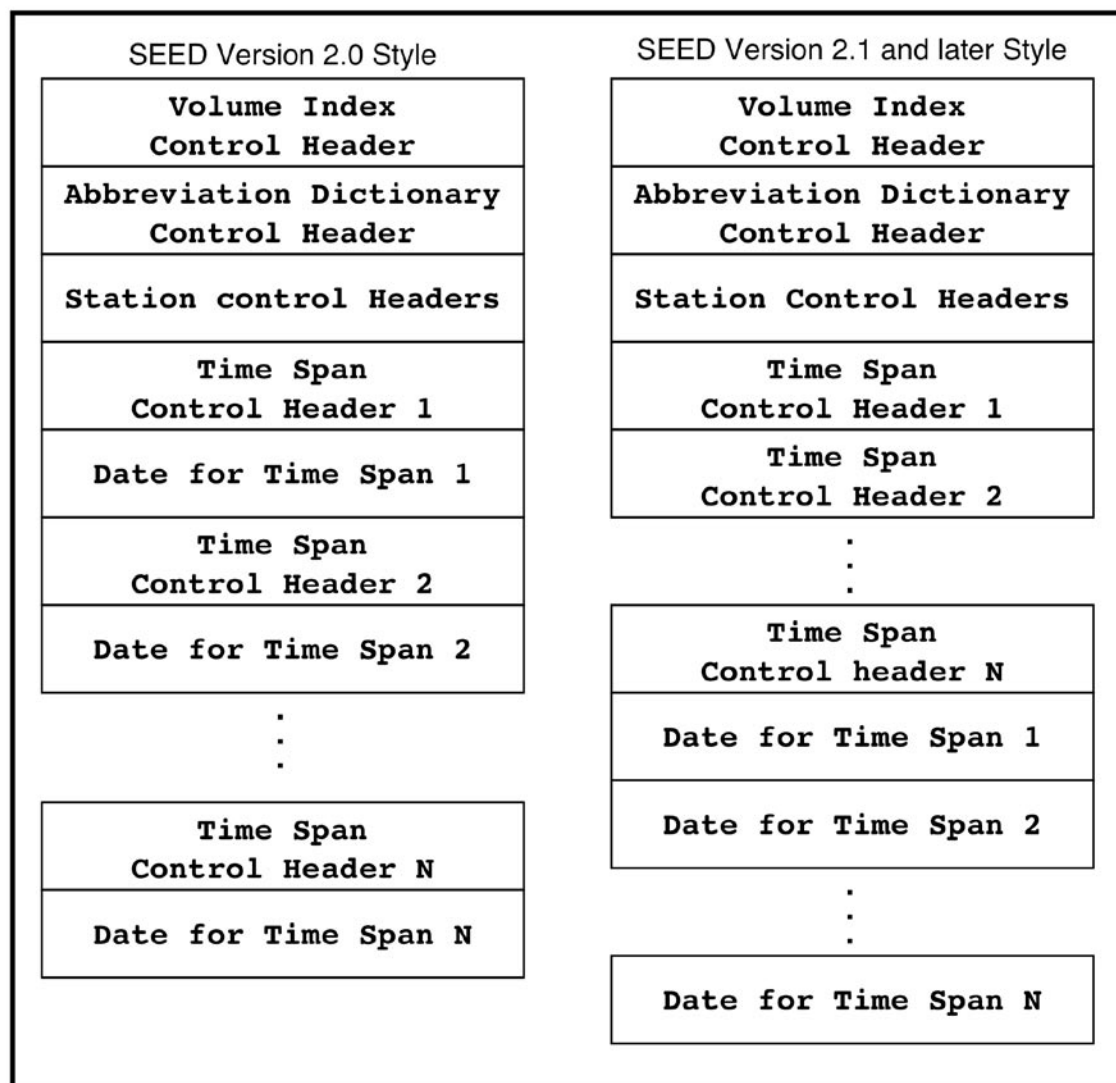 SEED Version 2.0 Style
Volume Index
Control Header
Abbreviation Dictionary
Control Header
Station control Headers
Time Span
Control Header 1
Date for Time Span 1
Time Span
Control Header 2
Date for Time Span 2
Time Span
Control Header N
Date for Time Span N
SEED Version 2.1 and later Style
Volume Index
Control Header
Abbreviation Dictionary
Control Header
Station Control Headers
Time Span
Control Header 1
Time Span
Control Header 2
Time Span
Control header N
Date for Time Span 1
Date for Time Span 2
Date for Time Span N